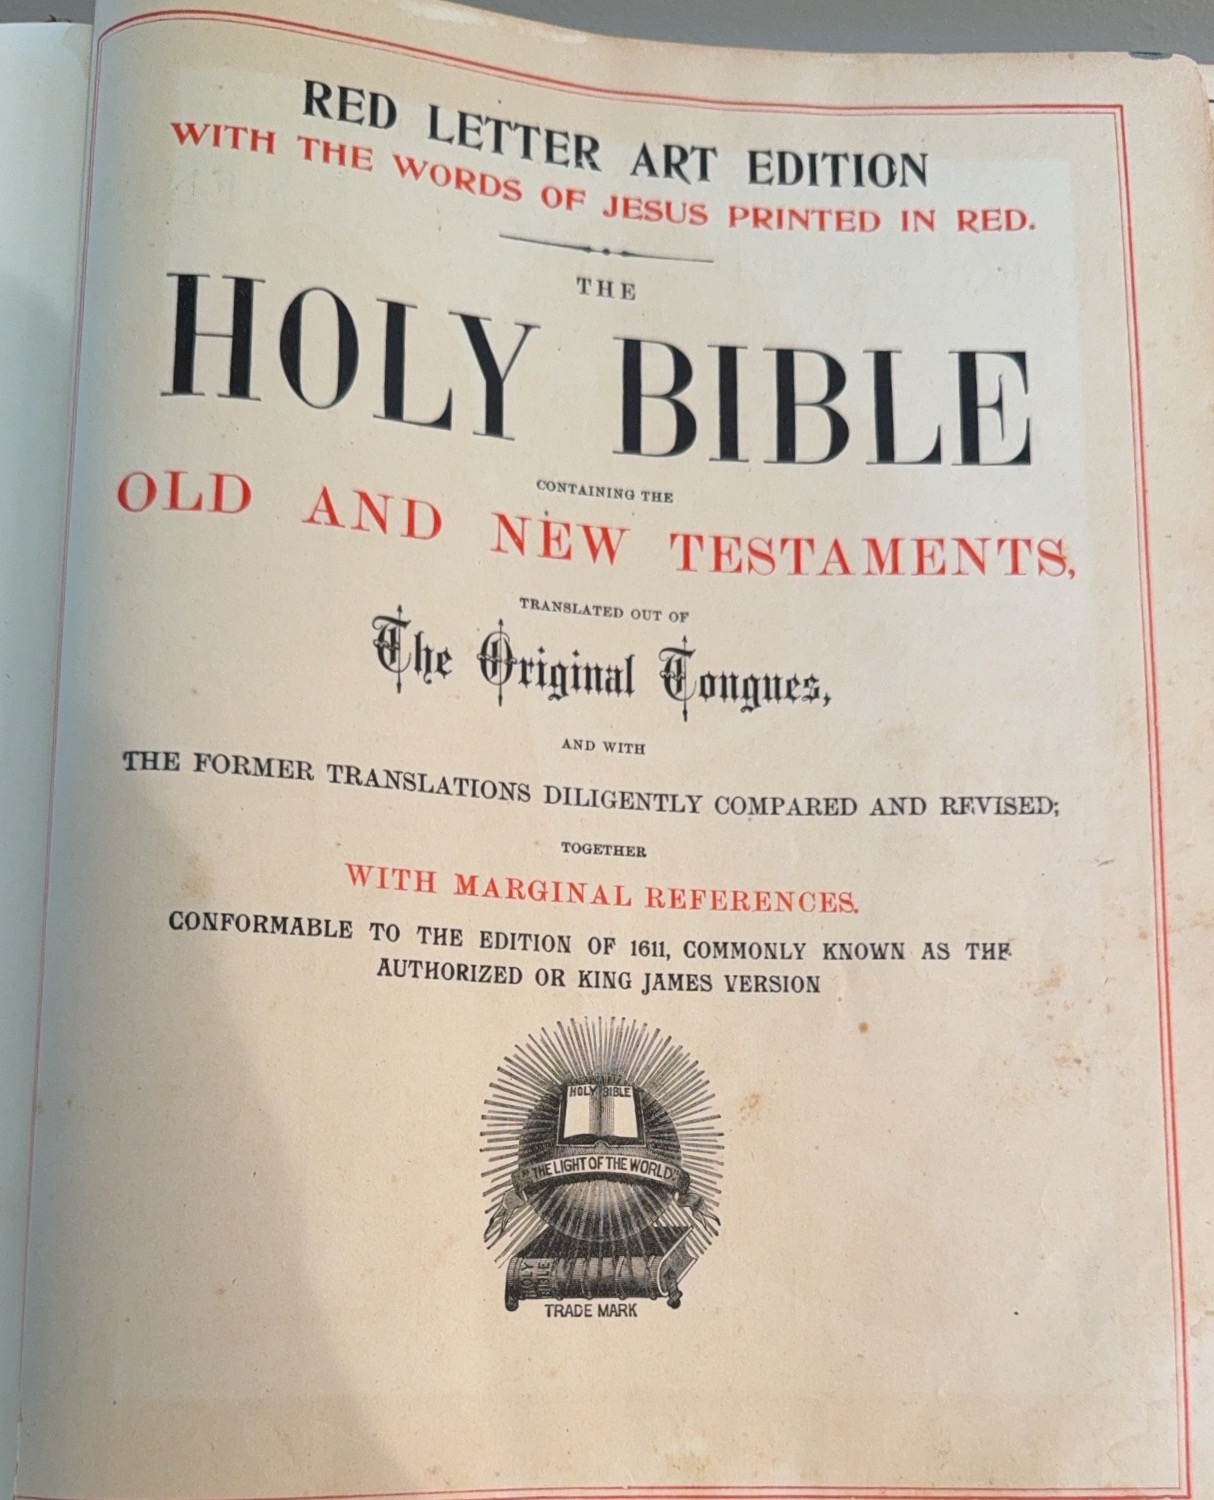 RED LETTER ART EDITION
WITH THE WORDS OF JESUS PRINTED IN RED.
THE
HOLY BIBLE
CONTAINING THE
OLD AND NEW TESTAMENTS,
TRANSLATED OUT OF
The Original Tongues,
AND WITH
THE FORMER TRANSLATIONS DILIGENTLY COMPARED AND REVISED;
TOGETHER
WITH MARGINAL REFERENCES.
CONFORMABLE TO THE EDITION OF 1611, COMMONLY KNOWN AS THE
AUTHORIZED OR KING JAMES VERSION
HOLY BIBLE
"THE LIGHT OF THE WORLD"
HOLY
BIBLE
TRADE MARK